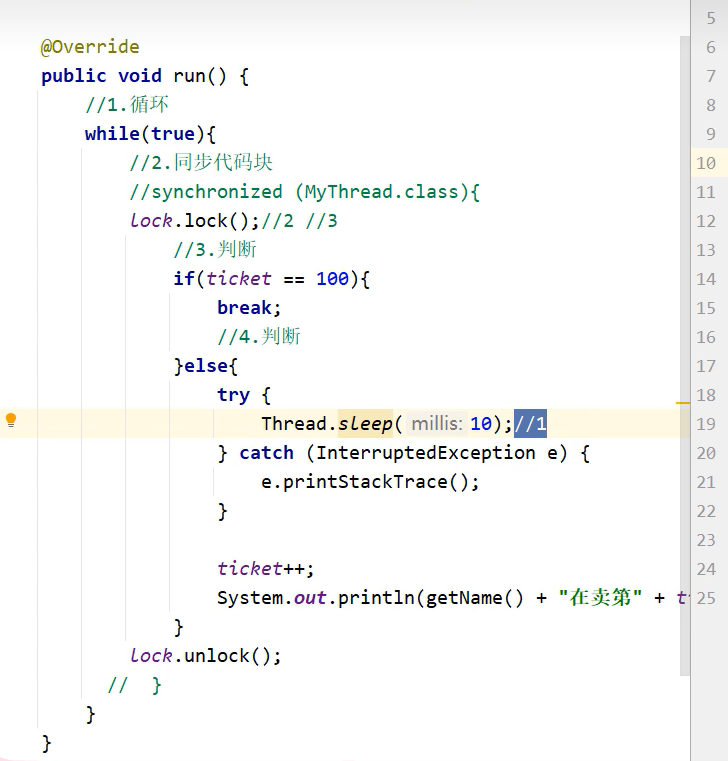 @Override
public void run() {
//1.循环
while(true){
//2.同步代码块
//synchronized (MyThread.class){
lock.lock();//2 //3
//3.判断
if(ticket == 100){
break;
//4.判断
}else{
try {
Thread.sleep( millis: 10);//1
} catch (InterruptedException e) {
e.printStackTrace();
}
ticket++;
System.out.println(getName() + "在卖第" + t
}
lock.unlock();
// }
}
}
5
6
7
8
9
10
11
12
13
14
15
16
17
18
19
20
21
22
23
24
25